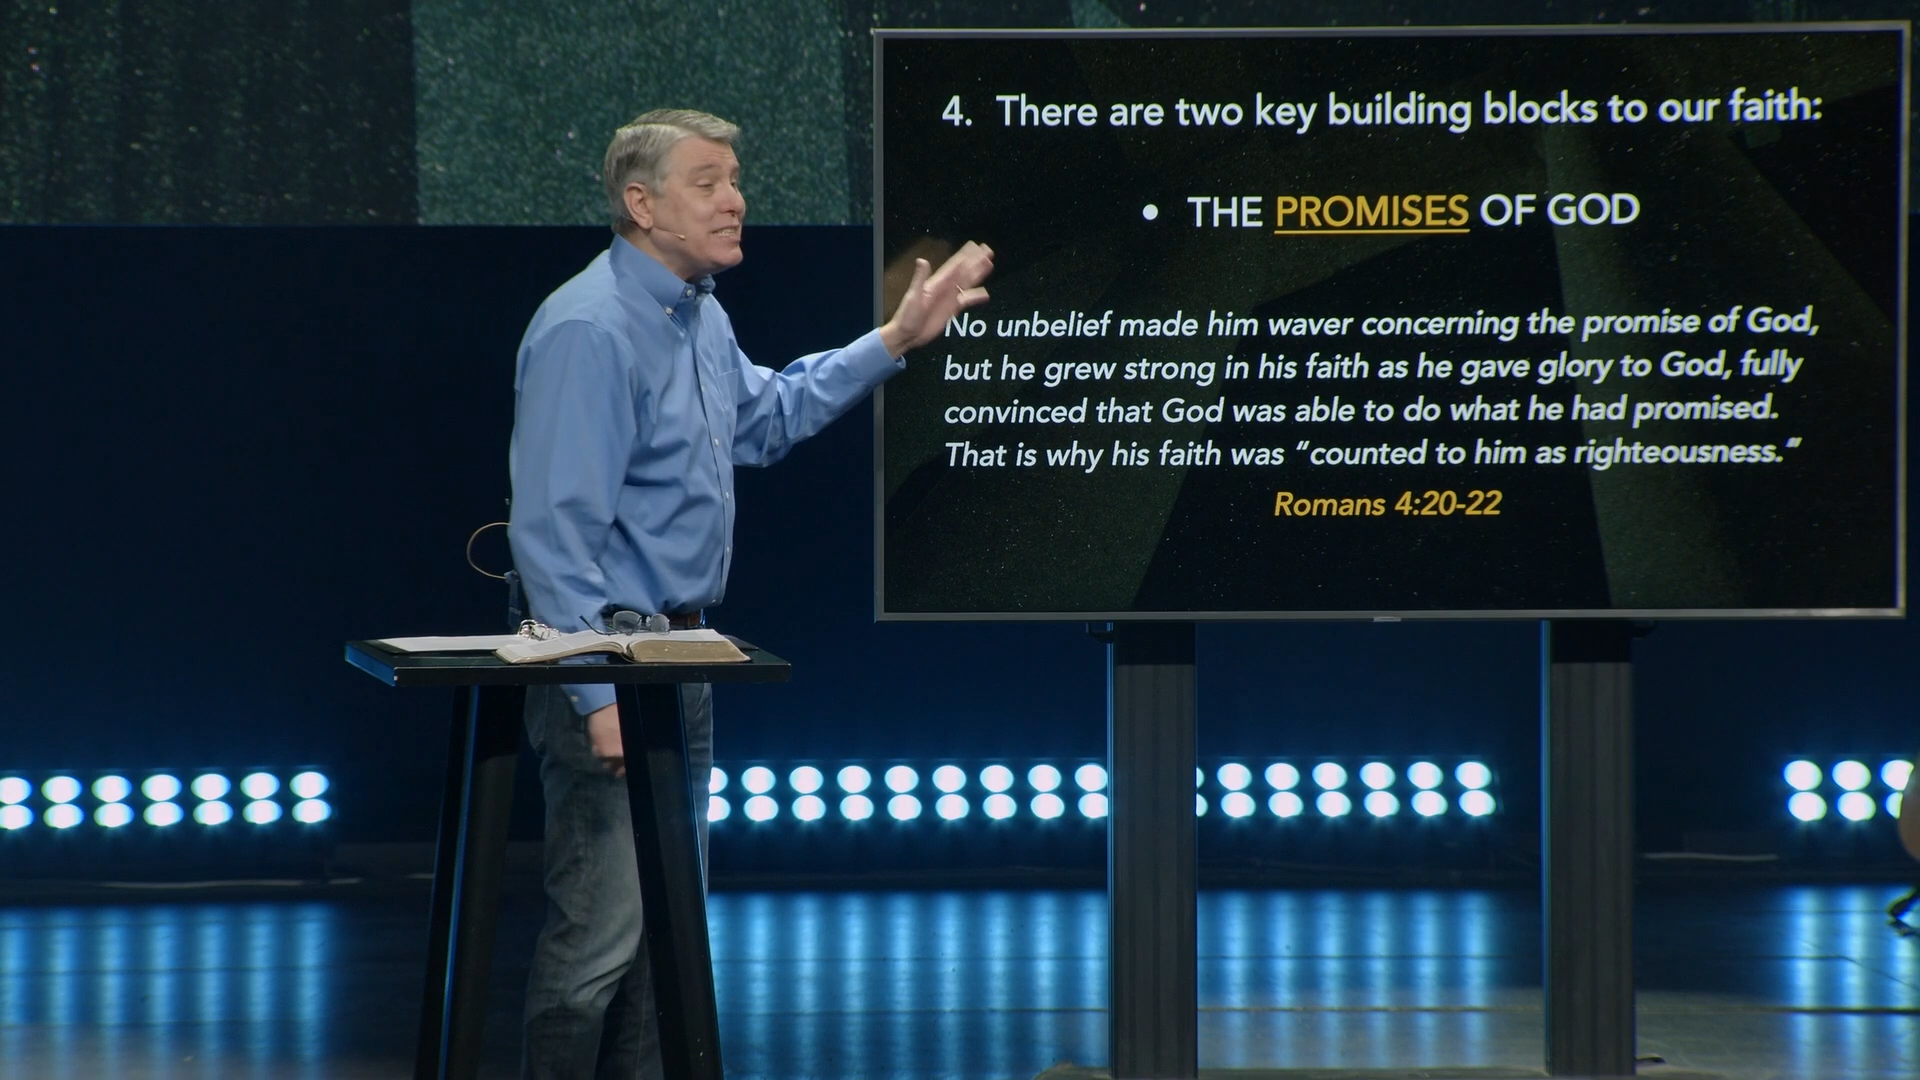 4. There are two key building blocks to our faith:
• THE PROMISES OF GOD
No unbelief made him waver concerning the promise of God,
but he grew strong in his faith as he gave glory to God, fully
convinced that God was able to do what he had promised.
That is why his faith was “counted to him as righteousness.”
Romans 4:20-22